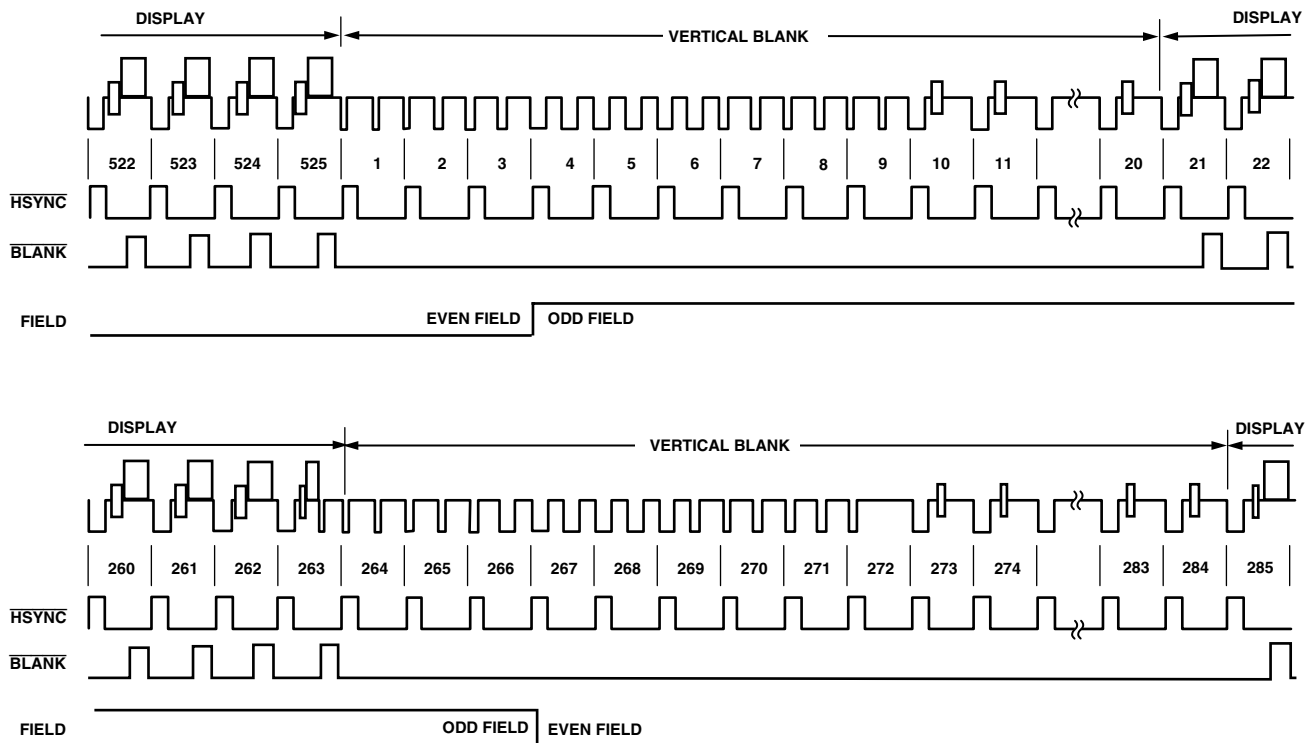 DISPLAY VERTICAL BLANK DISPLAY
522 523 524 525 1 2 3 4 5 6 7 8 9 10 11 20 21 22
HSYNC
BLANK
FIELD EVEN FIELD ODD FIELD
DISPLAY VERTICAL BLANK DISPLAY
260 261 262 263 264 265 266 267 268 269 270 271 272 273 274 283 284 285
HSYNC
BLANK
FIELD ODD FIELD EVEN FIELD